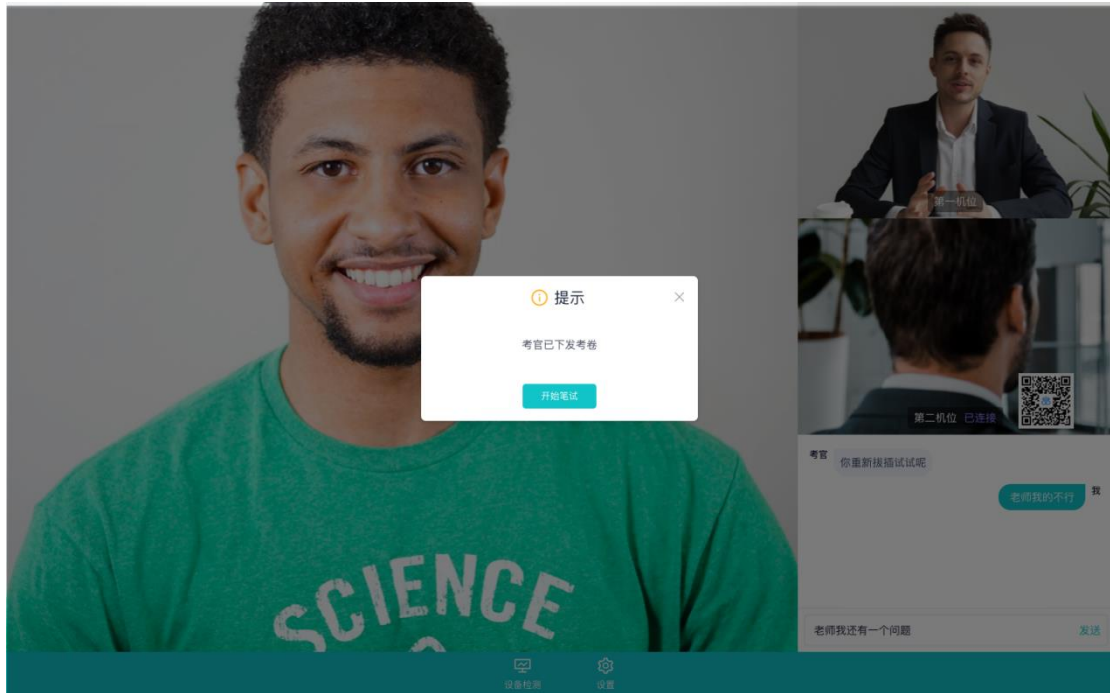 第一机位
提示
考官已下发考卷
开始笔试
第二机位 已连接
考官 你重新拔插试试呢
老师我的不行 我
SCIENCE
老师我还有一个问题 发送
设备检测 设置